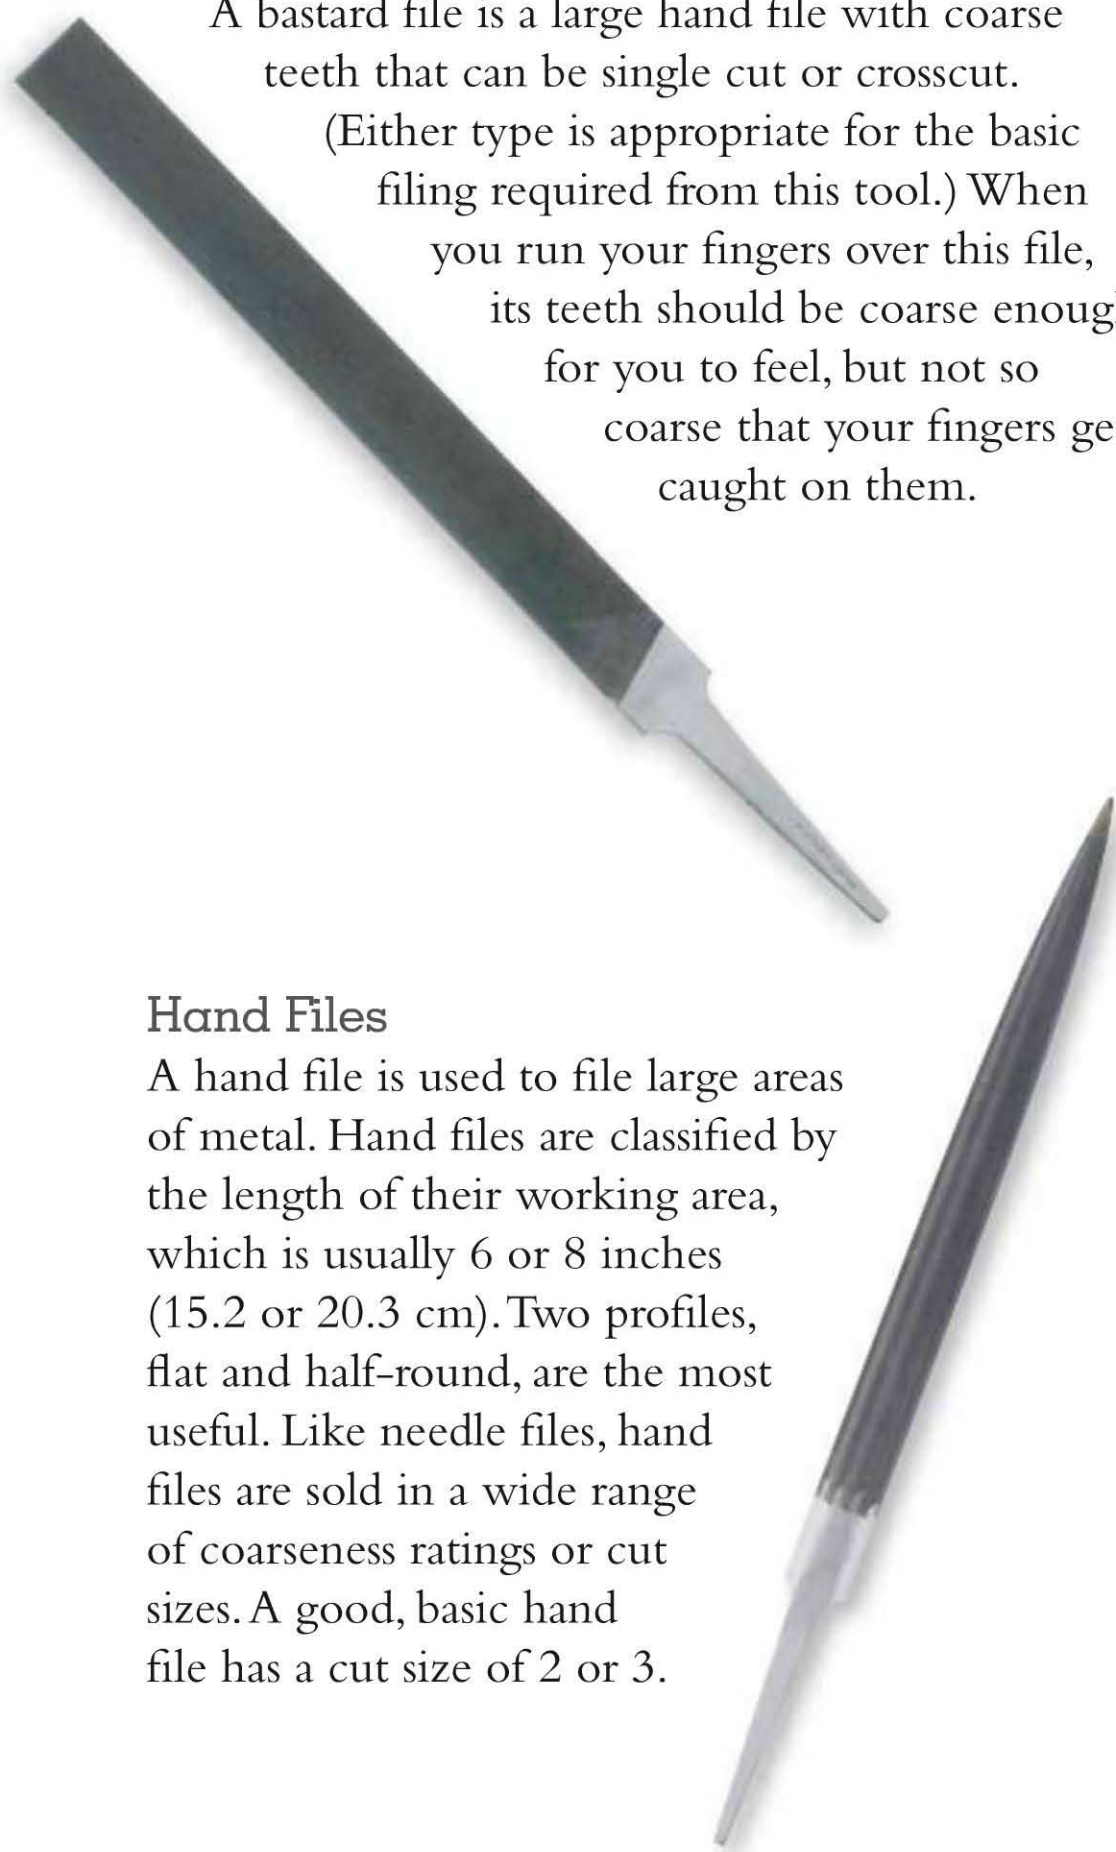 A bastard file is a large hand file with coarse
teeth that can be single cut or crosscut.
(Either type is appropriate for the basic
filing required from this tool.) When
you run your fingers over this file,
its teeth should be coarse enoug
for you to feel, but not so
coarse that your fingers ge
caught on them.
Hand Files
A hand file is used to file large areas
of metal. Hand files are classified by
the length of their working area,
which is usually 6 or 8 inches
(15.2 or 20.3 cm). Two profiles,
flat and half-round, are the most
useful. Like needle files, hand
files are sold in a wide range
of coarseness ratings or cut
sizes. A good, basic hand
file has a cut size of 2 or 3.